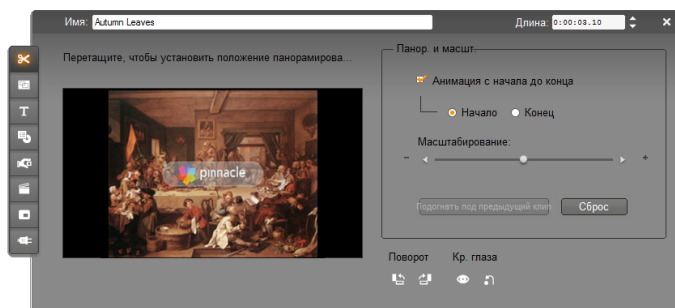 Имя: Autumn Leaves Длина: 0:00:03.10
Перетащите, чтобы установить положение панорамирова...
Панор. и масшт.
Анимация с начала до конца
Начало Конец
Масштабирование:
- +
pinnacle
Подогнать под предыдущий клип Сброс
Поворот Кр. глаза